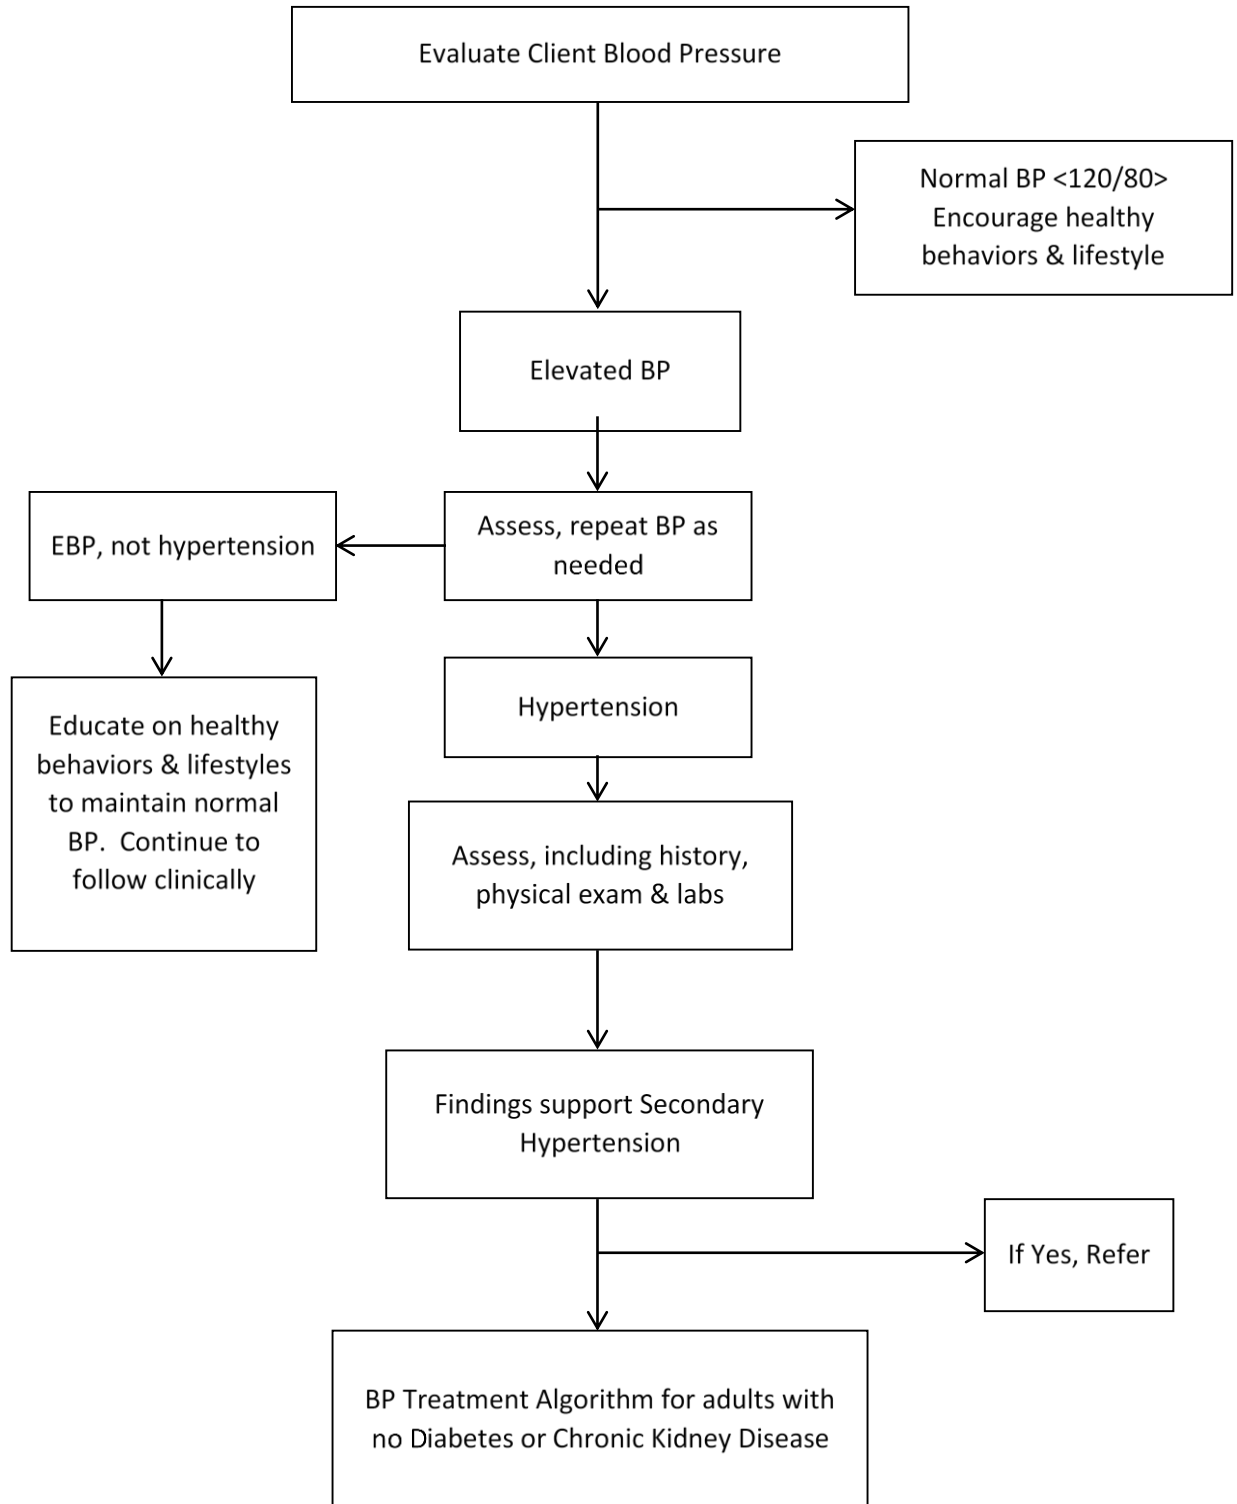 Evaluate Client Blood Pressure
Normal BP <120/80>
Encourage healthy
behaviors & lifestyle
Elevated BP
Assess, repeat BP as
needed
EBP, not hypertension
Hypertension
Educate on healthy
behaviors & lifestyles
to maintain normal
BP.  Continue to
follow clinically
Assess, including history,
physical exam & labs
Findings support Secondary
Hypertension
If Yes, Refer
BP Treatment Algorithm for adults with
no Diabetes or Chronic Kidney Disease